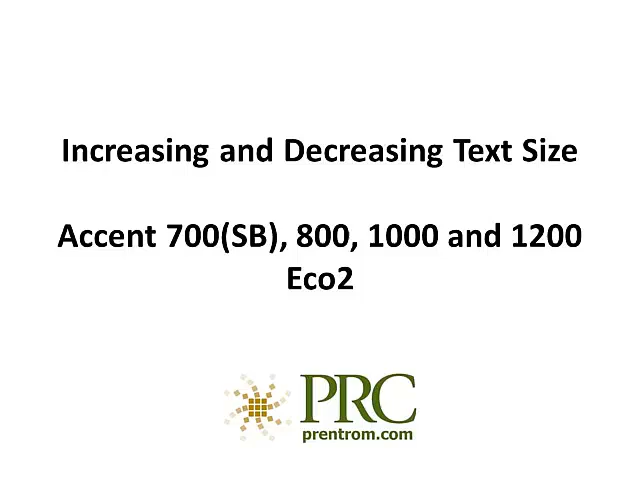 Increasing and Decreasing Text Size
Accent 700(SB), 800, 1000 and 1200
Eco2
PRC
prentrom.com